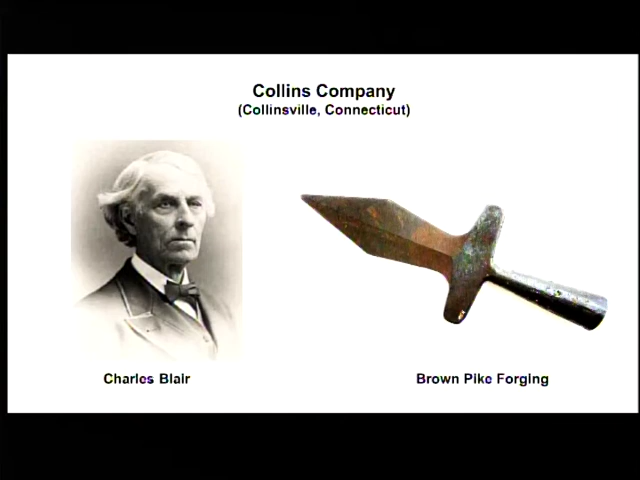 Collins Company
(Collinsville, Connecticut)
Charles Blair
Brown Pike Forging